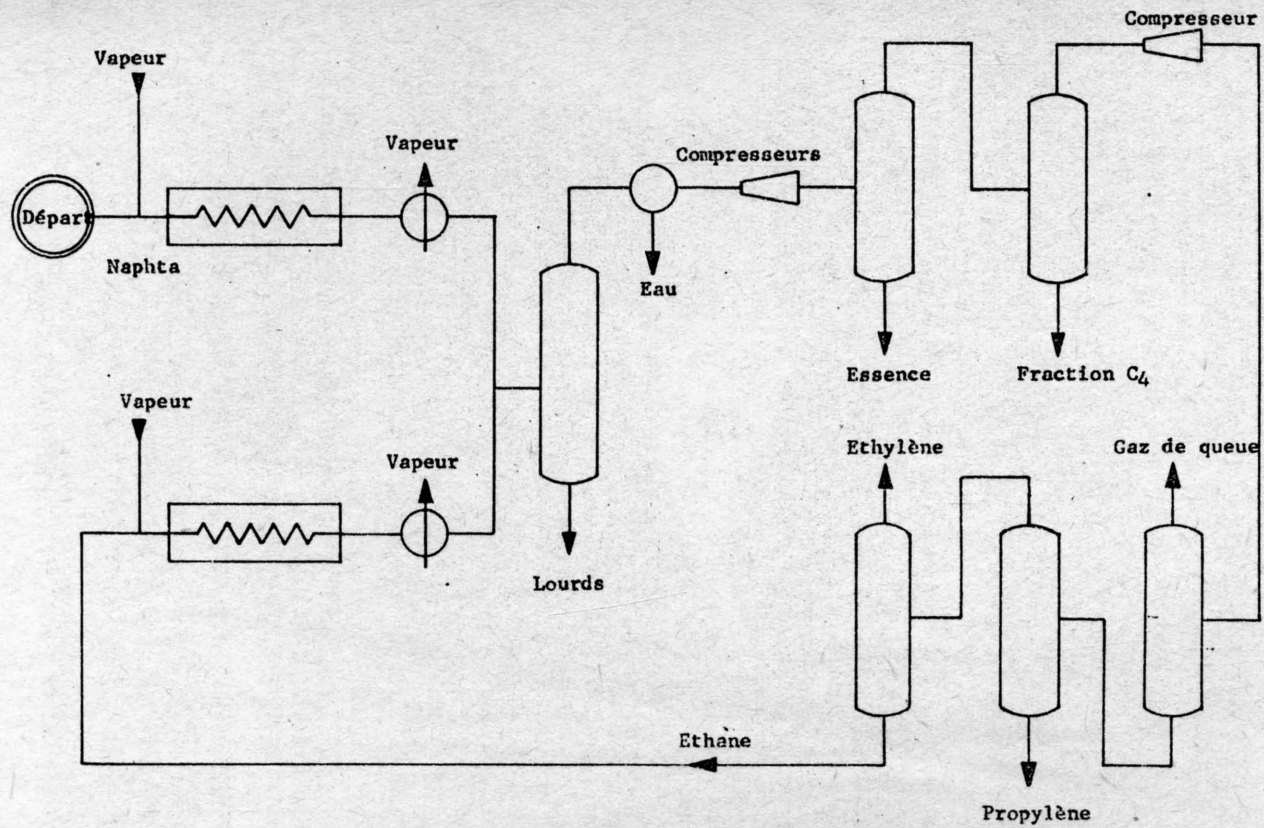 Compresseur
Vapeur
Vapeur
Compresseurs
Départ
Naphta
Eau
Essence
Fraction C4
Vapeur
Vapeur
Ethylène
Gaz de queue
Lourds
Ethane
Propylène